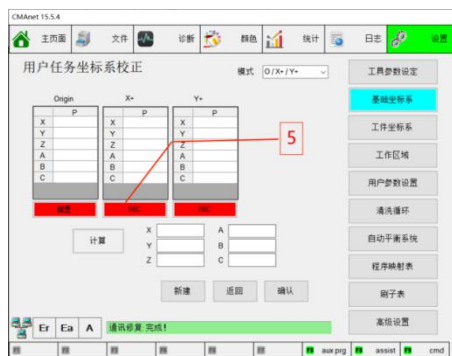 CMAnet 15.5.4
主页面 文件 诊断 颜色 统计 日志 设置
用户任务坐标系校正
模式 O / X+ / Y+
工具参数设定
Origin X+ Y+
基础坐标系
P P P
X X X
Y Y Y
Z Z Z
A A A
B B B
C C C
5
工件坐标系
工作区域
用户参数设置
REC REC
清洗循环
计算
X A
Y B
Z C
自动平衡系统
程序映射表
新建 返回 确认
刷子表
高级设置
Er Ea A 通讯修复:完成!
aux prg assist cmd